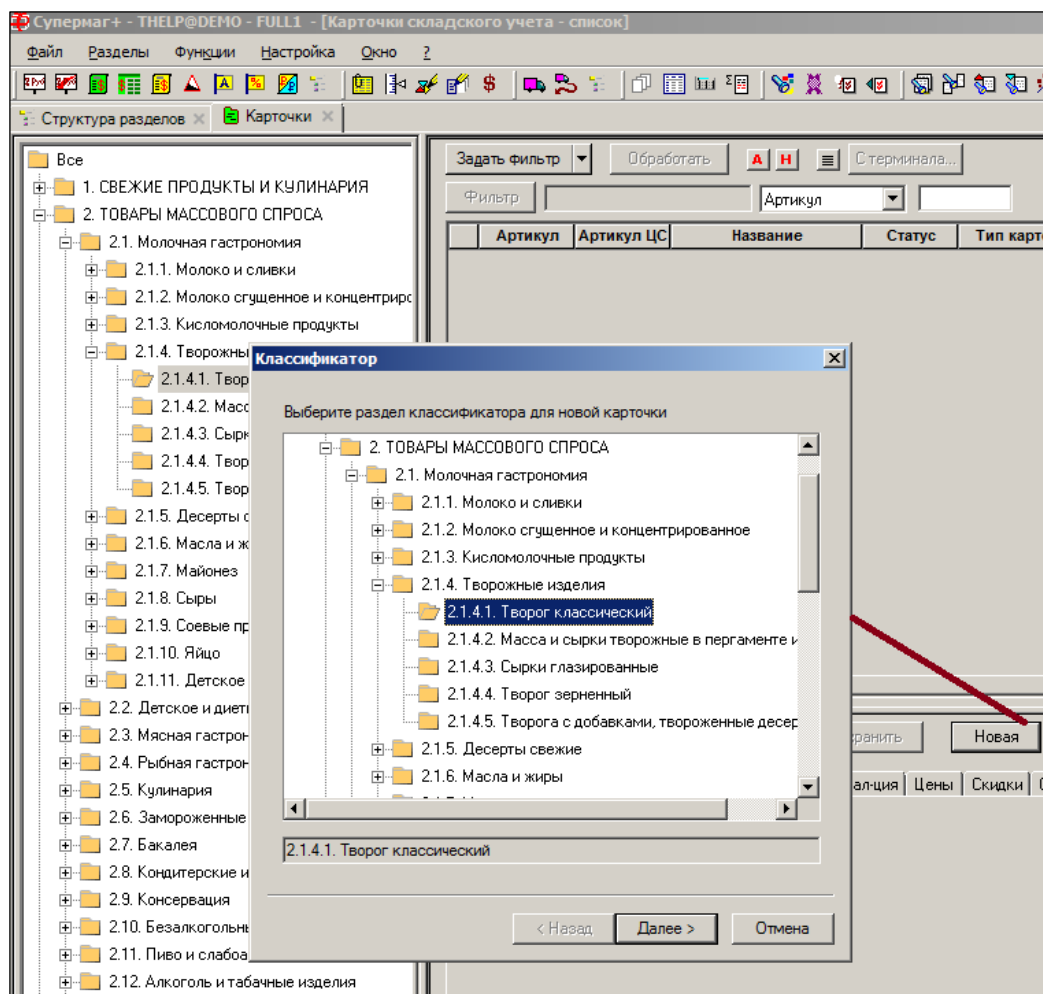 Супермаг+ - THELP@DEMO - FULL1 - [Карточки складского учета - список]
Файл Разделы Функции Настройка Окно ?
Структура разделов Карточки
Все
1. СВЕЖИЕ ПРОДУКТЫ И КУЛИНАРИЯ
2. ТОВАРЫ МАССОВОГО СПРОСА
2.1. Молочная гастрономия
2.1.1. Молоко и сливки
2.1.2. Молоко сгущенное и концентрирс
2.1.3. Кисломолочные продукты
2.1.4. Творожны
2.1.4.1. Твор
2.1.4.2. Масс
2.1.4.3. Сырк
2.1.4.4. Твор
2.1.4.5. Твор
2.1.5. Десерты с
2.1.6. Масла и ж
2.1.7. Майонез
2.1.8. Сыры
2.1.9. Соевые пр
2.1.10. Яйцо
2.1.11. Детское
2.2. Детское и диети
2.3. Мясная гастрон
2.4. Рыбная гастрон
2.5. Кулинария
2.6. Замороженные
2.7. Бакалея
2.8. Кондитерские и
2.9. Консервация
2.10. Безалкогольнь
2.11. Пиво и слабоа
2.12. Алкоголь и табачные изделия
Задать фильтр Обработать А Н С терминала...
Фильтр Артикул
Артикул Артикул ЦС Название Статус Тип карт
Классификатор
Выберите раздел классификатора для новой карточки
2. ТОВАРЫ МАССОВОГО СПРОСА
2.1. Молочная гастрономия
2.1.1. Молоко и сливки
2.1.2. Молоко сгущенное и концентрированное
2.1.3. Кисломолочные продукты
2.1.4. Творожные изделия
2.1.4.1. Творог классический
2.1.4.2. Масса и сырки творожные в пергаменте и
2.1.4.3. Сырки глазированные
2.1.4.4. Творог зерненный
2.1.4.5. Творога с добавками, твороженные десер
2.1.5. Десерты свежие
2.1.6. Масла и жиры
2.1.4.1. Творог классический
< Назад Далее > Отмена
ранить Новая
ал-ция Цены Скидки